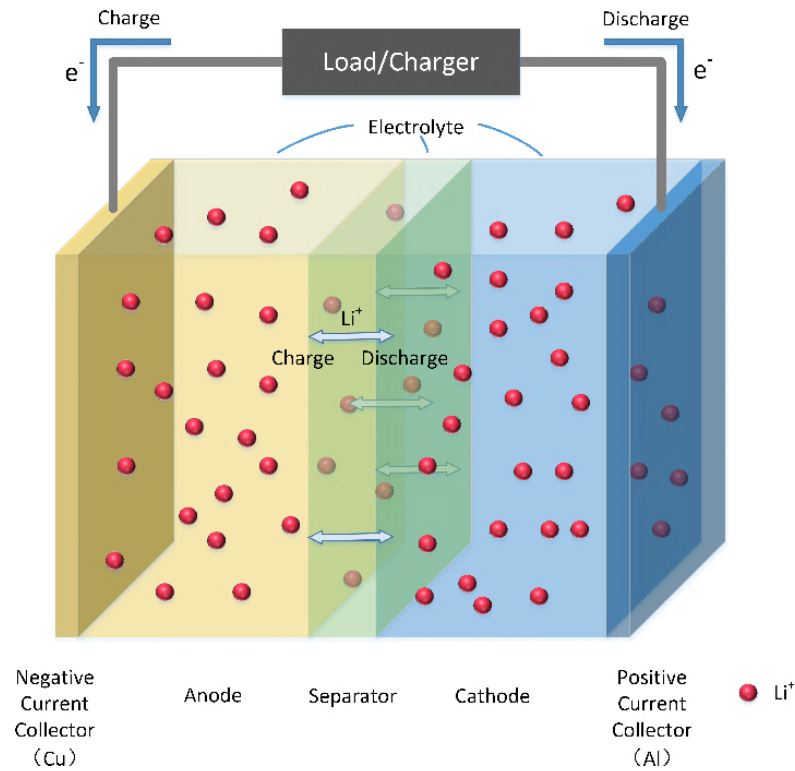 Charge
Discharge
e⁻
Load/Charger
e⁻
Electrolyte
Li⁺
Charge
Discharge
Negative
Current
Collector
（Cu）
Anode
Separator
Cathode
Positive
Current
Collector
（Al）
Li⁺